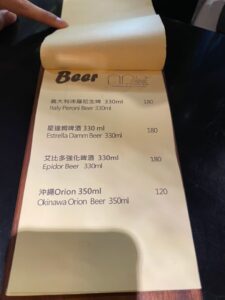 Beer
義大利沛羅尼生啤 330ml 180
Italy Peroni Beer 330ml
星達姆啤酒 330 ml 180
Estrella Damm Beer 330ml
艾比多強化啤酒 330ml 180
Epidor Beer 330ml
沖繩Orion 350ml 120
Okinawa Orion Beer 350ml